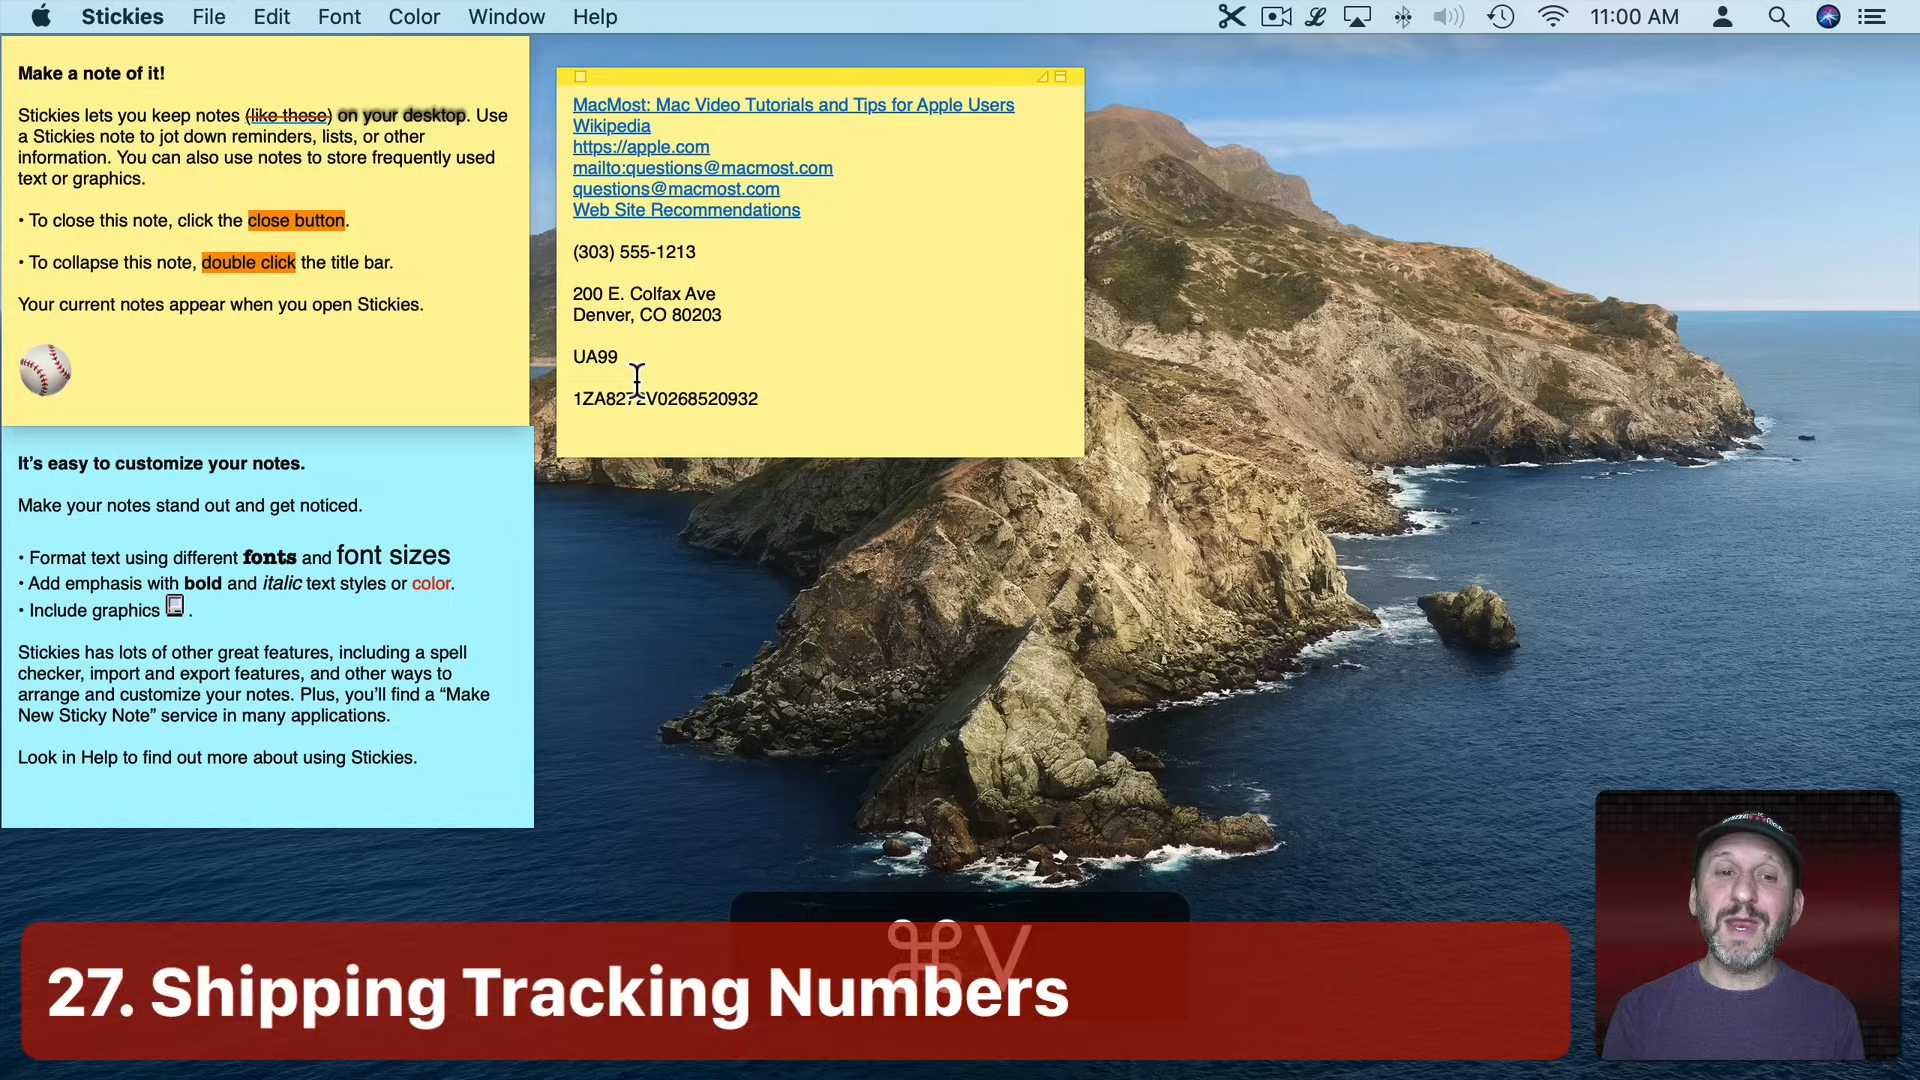 Stickies File Edit Font Color Window Help 11:00 AM
Make a note of it!
Stickies lets you keep notes (like these) on your desktop. Use
a Stickies note to jot down reminders, lists, or other
information. You can also use notes to store frequently used
text or graphics.
• To close this note, click the close button.
• To collapse this note, double click the title bar.
Your current notes appear when you open Stickies.
MacMost: Mac Video Tutorials and Tips for Apple Users
Wikipedia
https://apple.com
mailto:questions@macmost.com
questions@macmost.com
Web Site Recommendations
(303) 555-1213
200 E. Colfax Ave
Denver, CO 80203
UA99
1ZA8272V0268520932
It’s easy to customize your notes.
Make your notes stand out and get noticed.
• Format text using different fonts and font sizes
• Add emphasis with bold and italic text styles or color.
• Include graphics .
Stickies has lots of other great features, including a spell
checker, import and export features, and other ways to
arrange and customize your notes. Plus, you’ll find a “Make
New Sticky Note” service in many applications.
Look in Help to find out more about using Stickies.
⌘V
27. Shipping Tracking Numbers